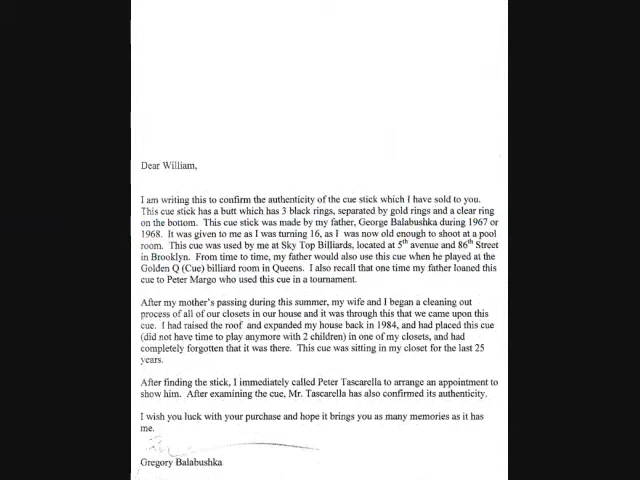 Dear William,
I am writing this to confirm the authenticity of the cue stick which I have sold to you.
This cue stick has a butt which has 3 black rings, separated by gold rings and a clear ring
on the bottom. This cue stick was made by my father, George Balabushka during 1967 or
1968. It was given to me as I was turning 16, as I was now old enough to shoot at a pool
room. This cue was used by me at Sky Top Billiards, located at 5th avenue and 86th Street
in Brooklyn. From time to time, my father would also use this cue when he played at the
Golden Q (Cue) billiard room in Queens. I also recall that one time my father loaned this
cue to Peter Margo who used this cue in a tournament.
After my mother's passing during this summer, my wife and I began a cleaning out
process of all of our closets in our house and it was through this that we came upon this
cue. I had raised the roof and expanded my house back in 1984, and had placed this cue
(did not have time to play anymore with 2 children) in one of my closets, and had
completely forgotten that it was there. This cue was sitting in my closet for the last 25
years.
After finding the stick, I immediately called Peter Tascarella to arrange an appointment to
show him. After examining the cue, Mr. Tascarella has also confirmed its authenticity.
I wish you luck with your purchase and hope it brings you as many memories as it has
me.
Gregory Balabushka